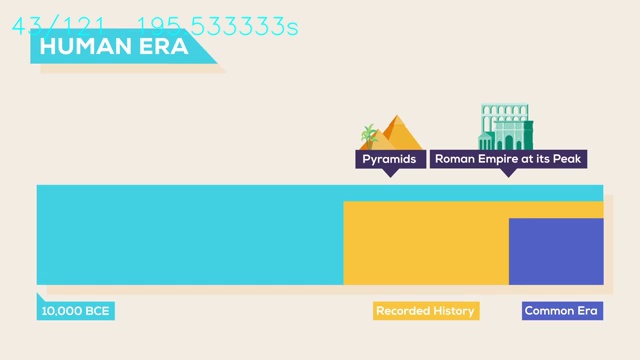 43/121 195.533333s
HUMAN ERA
Pyramids
Roman Empire at its Peak
10,000 BCE
Recorded History
Common Era